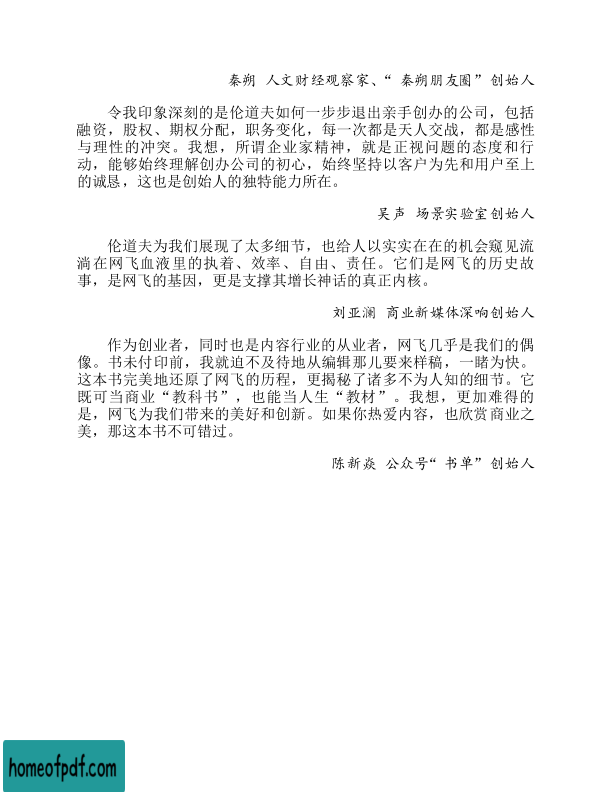 秦朔 人文财经观察家、“秦朔朋友圈”创始人
令我印象深刻的是伦道夫如何一步步退出亲手创办的公司，包括
融资，股权、期权分配，职务变化，每一次都是天人交战，都是感性
与理性的冲突。我想，所谓企业家精神，就是正视问题的态度和行
动，能够始终理解创办公司的初心，始终坚持以客户为先和用户至上
的诚恳，这也是创始人的独特能力所在。
吴声 场景实验室创始人
伦道夫为我们展现了太多细节，也给人以实实在在的机会窥见流
淌在网飞血液里的执着、效率、自由、责任。它们是网飞的历史故
事，是网飞的基因，更是支撑其增长神话的真正内核。
刘亚澜 商业新媒体深响创始人
作为创业者，同时也是内容行业的从业者，网飞几乎是我们的偶
像。书未付印前，我就迫不及待地从编辑那儿要来样稿，一睹为快。
这本书完美地还原了网飞的历程，更揭秘了诸多不为人知的细节。它
既可当商业“教科书”，也能当人生“教材”。我想，更加难得的
是，网飞为我们带来的美好和创新。如果你热爱内容，也欣赏商业之
美，那这本书不可错过。
陈新焱 公众号“书单”创始人
homeofpdf.com